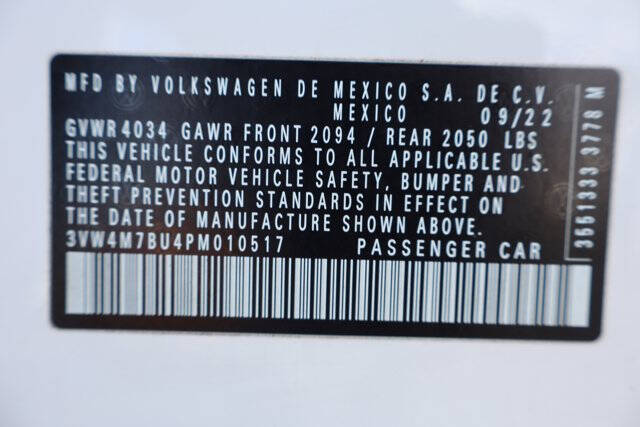 MFD BY VOLKSWAGEN DE MEXICO S.A. DE C.V.
MEXICO 09/22
GVWR 4034 GAWR FRONT 2094 / REAR 2050 LBS
THIS VEHICLE CONFORMS TO ALL APPLICABLE U.S.
FEDERAL MOTOR VEHICLE SAFETY, BUMPER AND
THEFT PREVENTION STANDARDS IN EFFECT ON
THE DATE OF MANUFACTURE SHOWN ABOVE.
3VW4M7BU4PM010517 PASSENGER CAR
3551333 3778 M